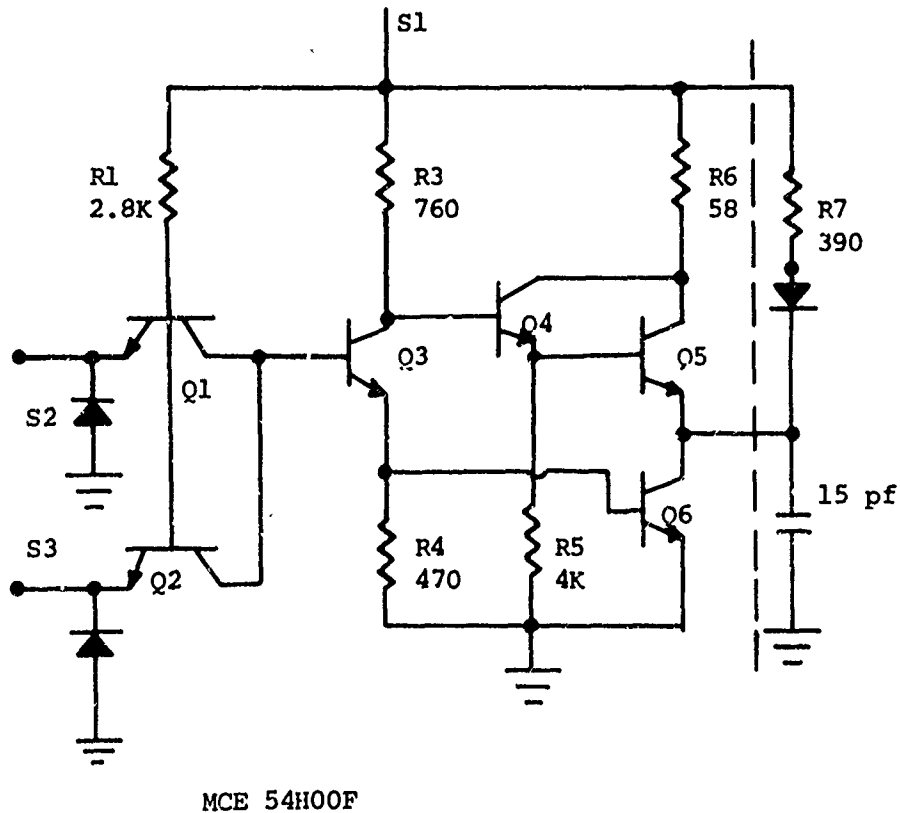 S1
R1
2.8K
R3
760
R6
58
R7
390
Q4
Q3
Q5
Q1
S2
15 pf
Q6
S3
R4
470
R5
4K
Q2
MCE 54H00F